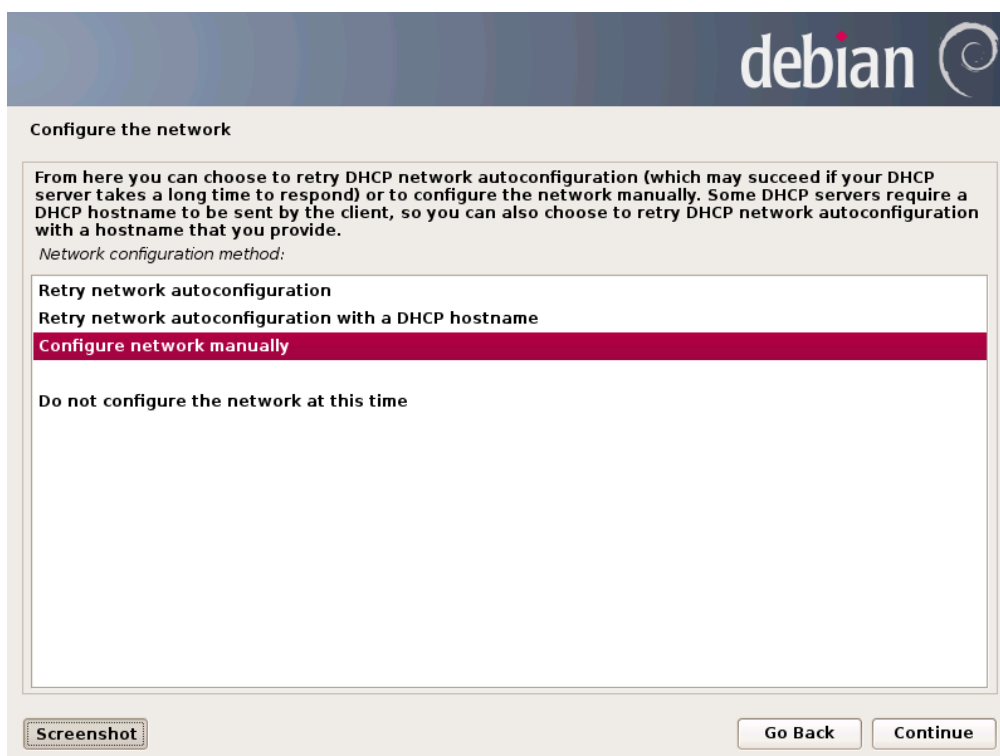 debian
Configure the network
From here you can choose to retry DHCP network autoconfiguration (which may succeed if your DHCP
server takes a long time to respond) or to configure the network manually. Some DHCP servers require a
DHCP hostname to be sent by the client, so you can also choose to retry DHCP network autoconfiguration
with a hostname that you provide.
Network configuration method:
Retry network autoconfiguration
Retry network autoconfiguration with a DHCP hostname
Configure network manually
Do not configure the network at this time
Screenshot
Go Back
Continue